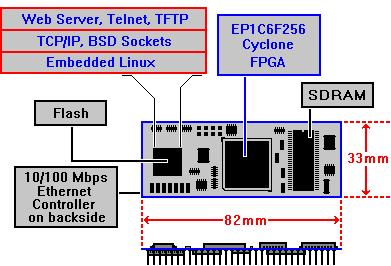 Web Server, Telnet, TFTP
TCP/IP, BSD Sockets
Embedded Linux
EP1C6F256
Cyclone
FPGA
SDRAM
Flash
10/100 Mbps
Ethernet
Controller
on backside
33mm
82mm